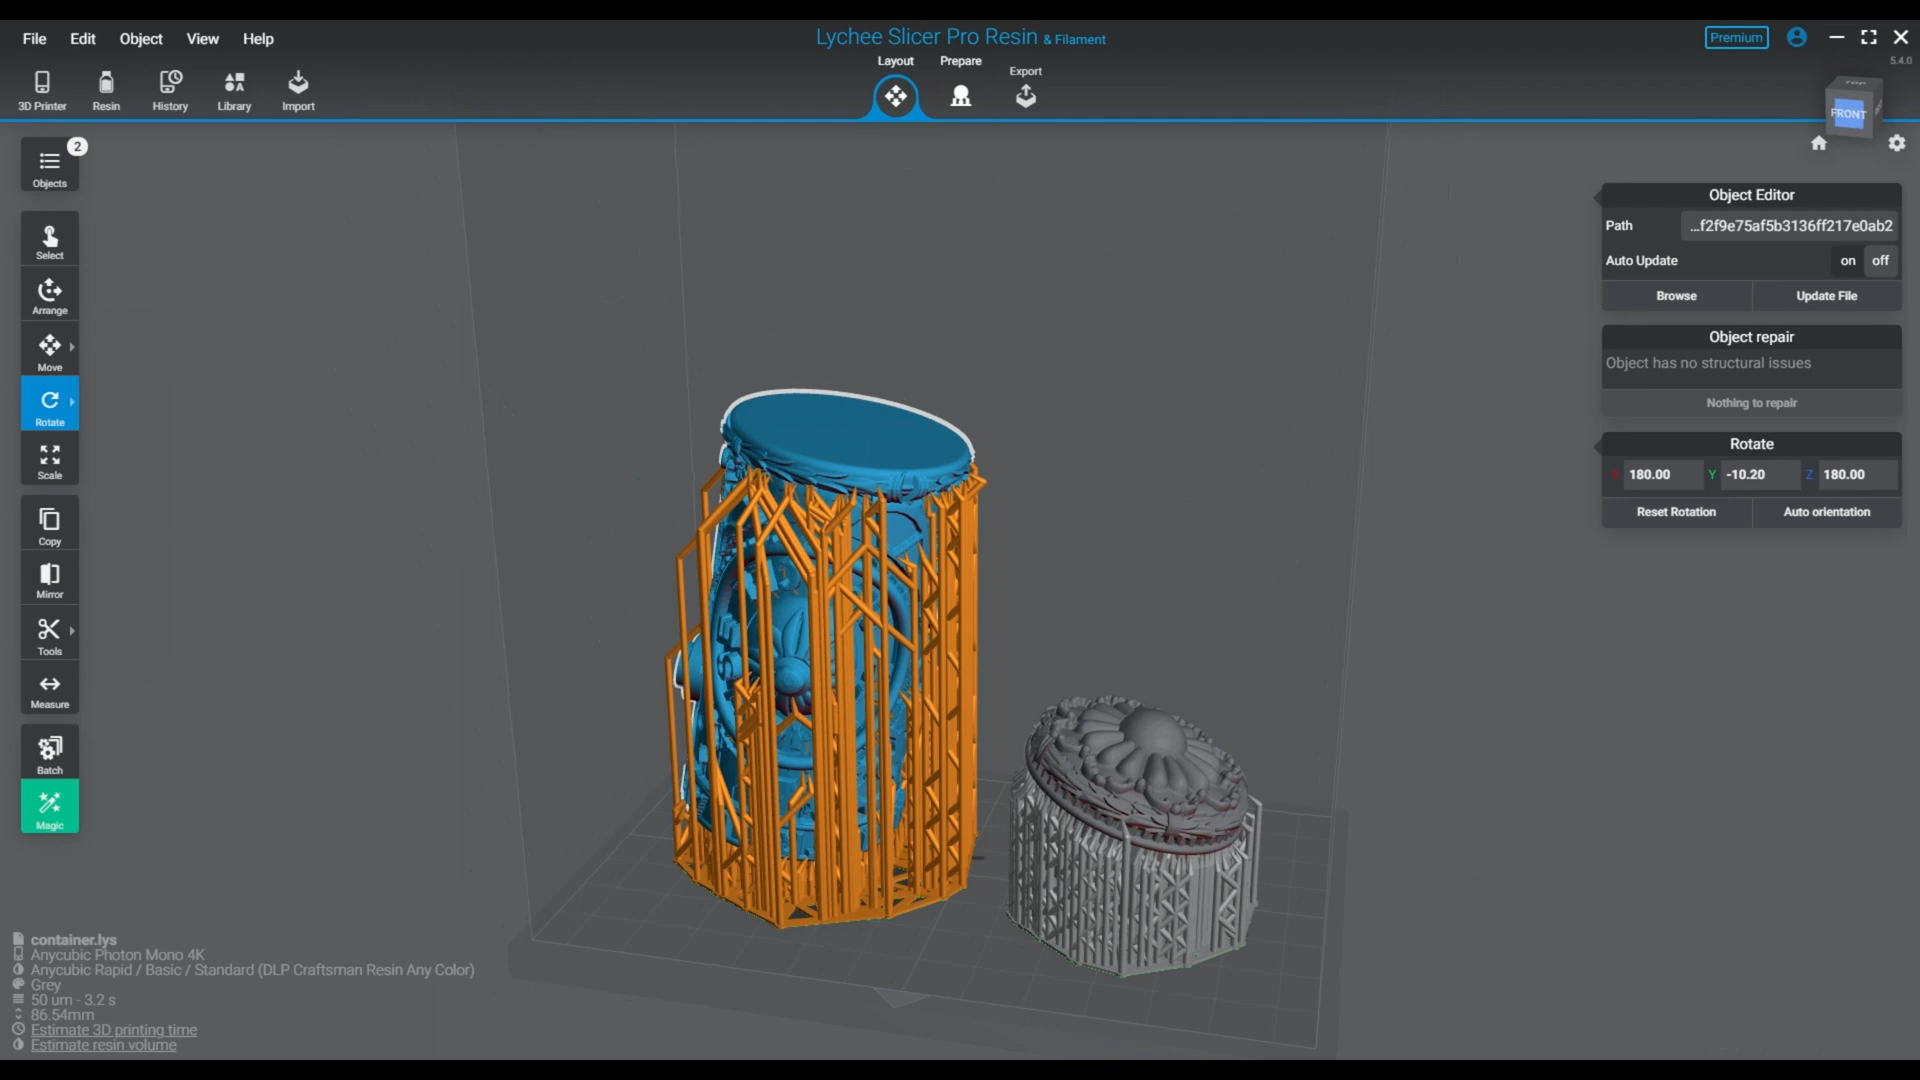 File Edit Object View Help
Lychee Slicer Pro Resin & Filament
Premium
5.4.0
3D Printer Resin History Library Import
Layout Prepare Export
TOP
FRONT
2
Objects
Select
Arrange
Move
Rotate
Scale
Copy
Mirror
Tools
Measure
Batch
Magic
Object Editor
Path ...f2f9e75af5b3136ff217e0ab2
Auto Update on off
Browse Update File
Object repair
Object has no structural issues
Nothing to repair
Rotate
X 180.00 Y -10.20 Z 180.00
Reset Rotation Auto orientation
container.lys
Anycubic Photon Mono 4K
Anycubic Rapid / Basic / Standard (DLP Craftsman Resin Any Color)
Grey
50 um - 3.2 s
86.54mm
Estimate 3D printing time
Estimate resin volume